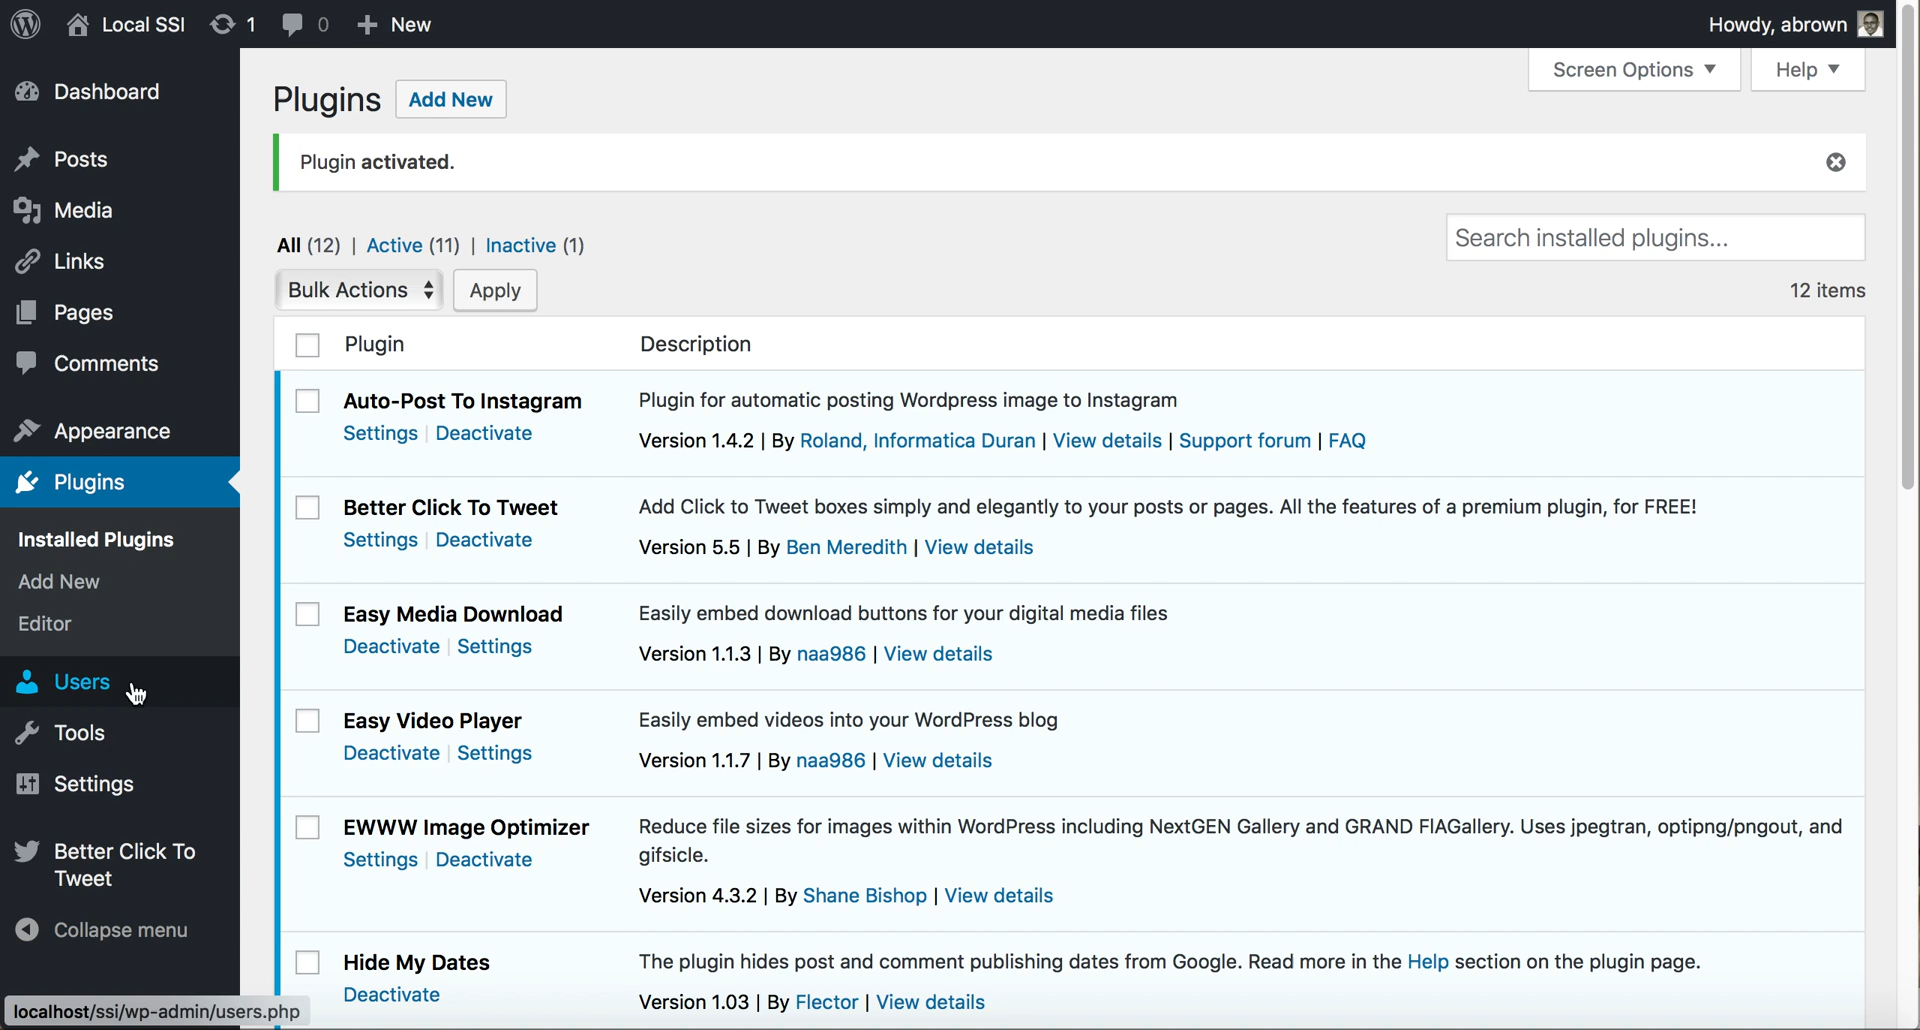 Local SSI 1 0 New Howdy, abrown
Dashboard
Posts
Media
Links
Pages
Comments
Appearance
Plugins
Installed Plugins
Add New
Editor
Users
Tools
Settings
Better Click To
Tweet
Collapse menu
localhost/ssi/wp-admin/users.php
Screen Options Help
Plugins Add New
Plugin activated.
All (12) | Active (11) | Inactive (1)
Search installed plugins...
Bulk Actions Apply 12 items
Plugin Description
Auto-Post To Instagram
Settings | Deactivate
Plugin for automatic posting Wordpress image to Instagram
Version 1.4.2 | By Roland, Informatica Duran | View details | Support forum | FAQ
Better Click To Tweet
Settings | Deactivate
Add Click to Tweet boxes simply and elegantly to your posts or pages. All the features of a premium plugin, for FREE!
Version 5.5 | By Ben Meredith | View details
Easy Media Download
Deactivate | Settings
Easily embed download buttons for your digital media files
Version 1.1.3 | By naa986 | View details
Easy Video Player
Deactivate | Settings
Easily embed videos into your WordPress blog
Version 1.1.7 | By naa986 | View details
EWWW Image Optimizer
Settings | Deactivate
Reduce file sizes for images within WordPress including NextGEN Gallery and GRAND FlAGallery. Uses jpegtran, optipng/pngout, and
gifsicle.
Version 4.3.2 | By Shane Bishop | View details
Hide My Dates
Deactivate
The plugin hides post and comment publishing dates from Google. Read more in the Help section on the plugin page.
Version 1.03 | By Flector | View details